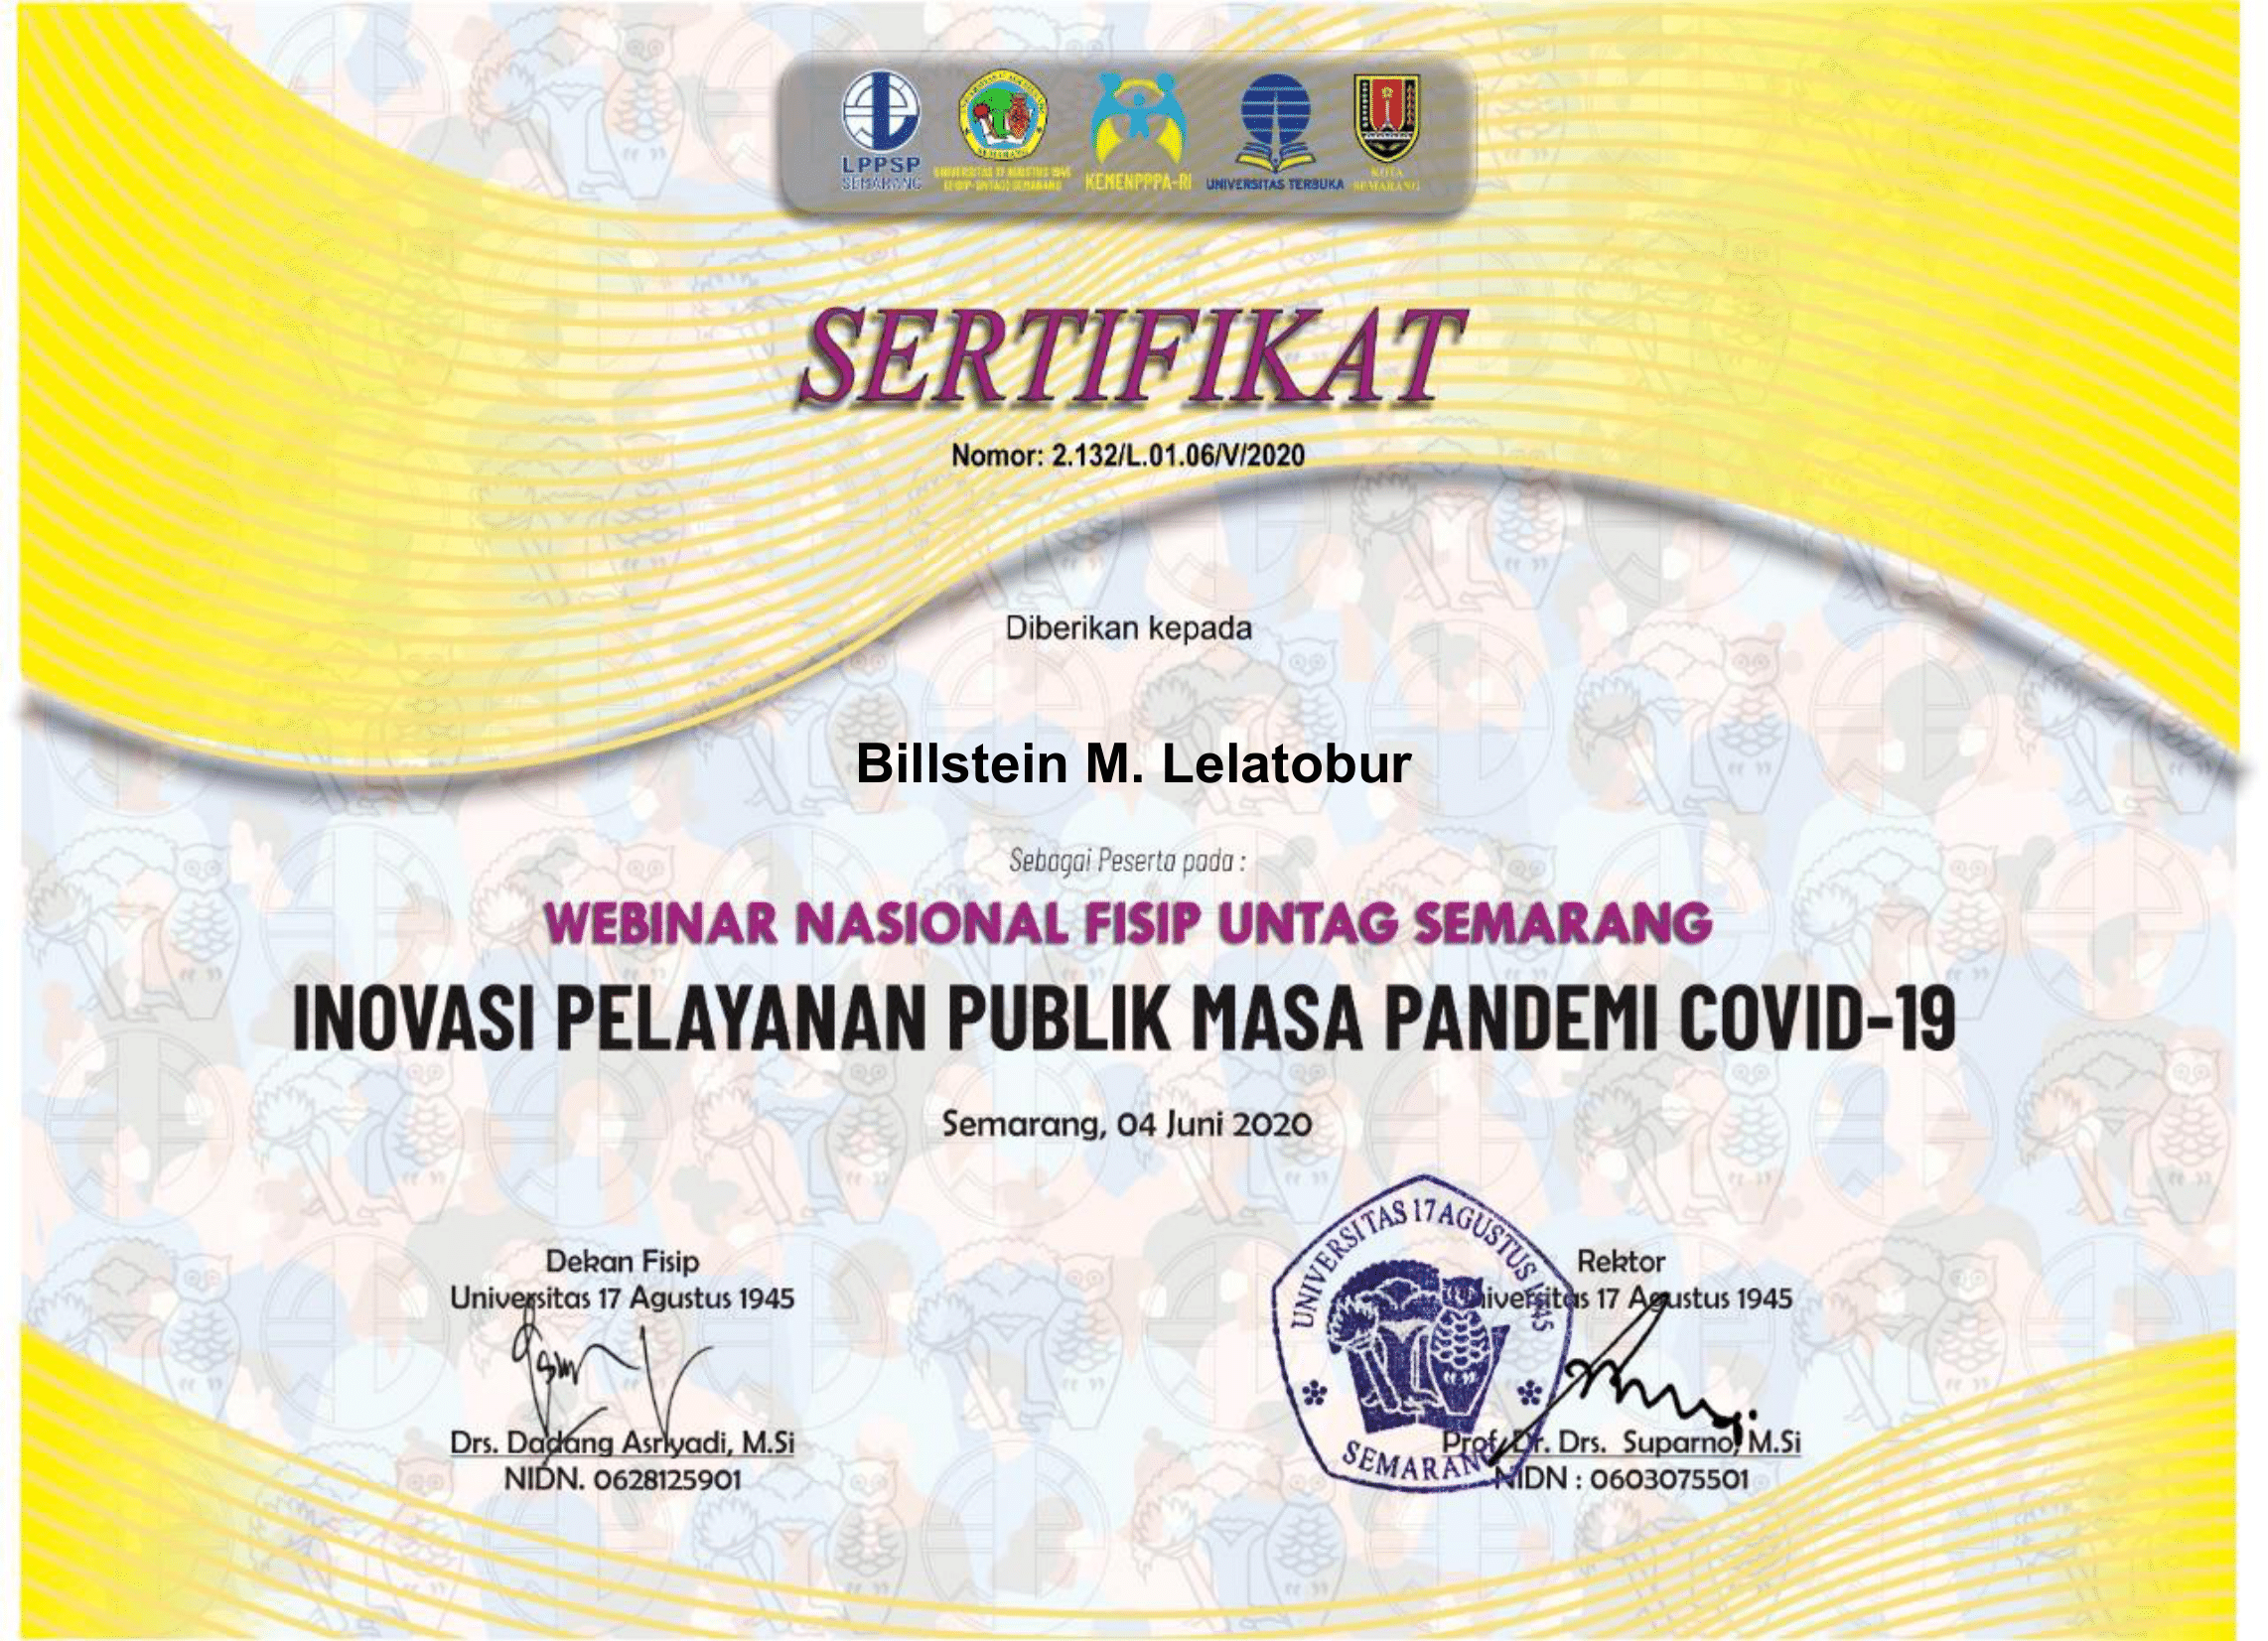 LPPSP
SEMARANG
UNIVERSITAS 17 AGUSTUS 1945
(FISIP-UNTAG) SEMARANG
KEMENPPPA-RI
UNIVERSITAS TERBUKA
KOTA
SEMARANG
SERTIFIKAT
Nomor: 2.132/L.01.06/V/2020
Diberikan kepada
Billstein M. Lelatobur
Sebagai Peserta pada :
WEBINAR NASIONAL FISIP UNTAG SEMARANG
INOVASI PELAYANAN PUBLIK MASA PANDEMI COVID-19
Semarang, 04 Juni 2020
Dekan Fisip
Universitas 17 Agustus 1945
Drs. Dadang Asriyadi, M.Si
NIDN. 0628125901
UNIVERSITAS 17 AGUSTUS 1945
SEMARANG
Rektor
Universitas 17 Agustus 1945
Prof. Dr. Drs. Suparno, M.Si
NIDN : 0603075501